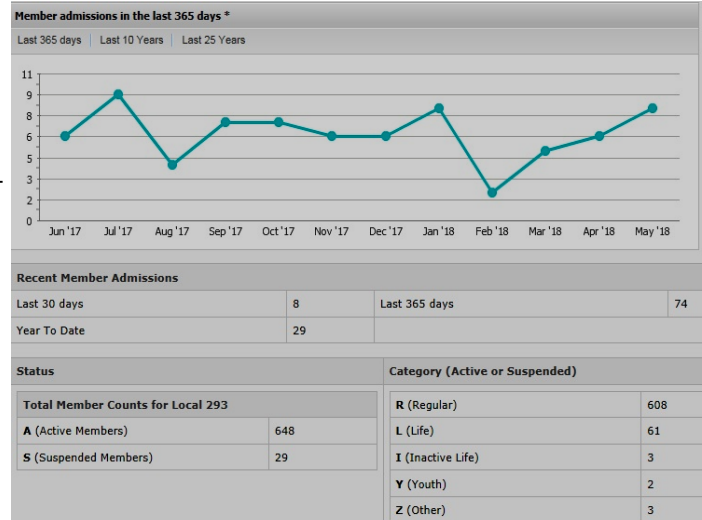 Member admissions in the last 365 days *
Last 365 days | Last 10 Years | Last 25 Years
11
9
8
6
5
3
2
0
Jun '17 Jul '17 Aug '17 Sep '17 Oct '17 Nov '17 Dec '17 Jan '18 Feb '18 Mar '18 Apr '18 May '18
Recent Member Admissions
Last 30 days 8 Last 365 days 74
Year To Date 29
Status
Total Member Counts for Local 293
A (Active Members) 648
S (Suspended Members) 29
Category (Active or Suspended)
R (Regular) 608
L (Life) 61
I (Inactive Life) 3
Y (Youth) 2
Z (Other) 3